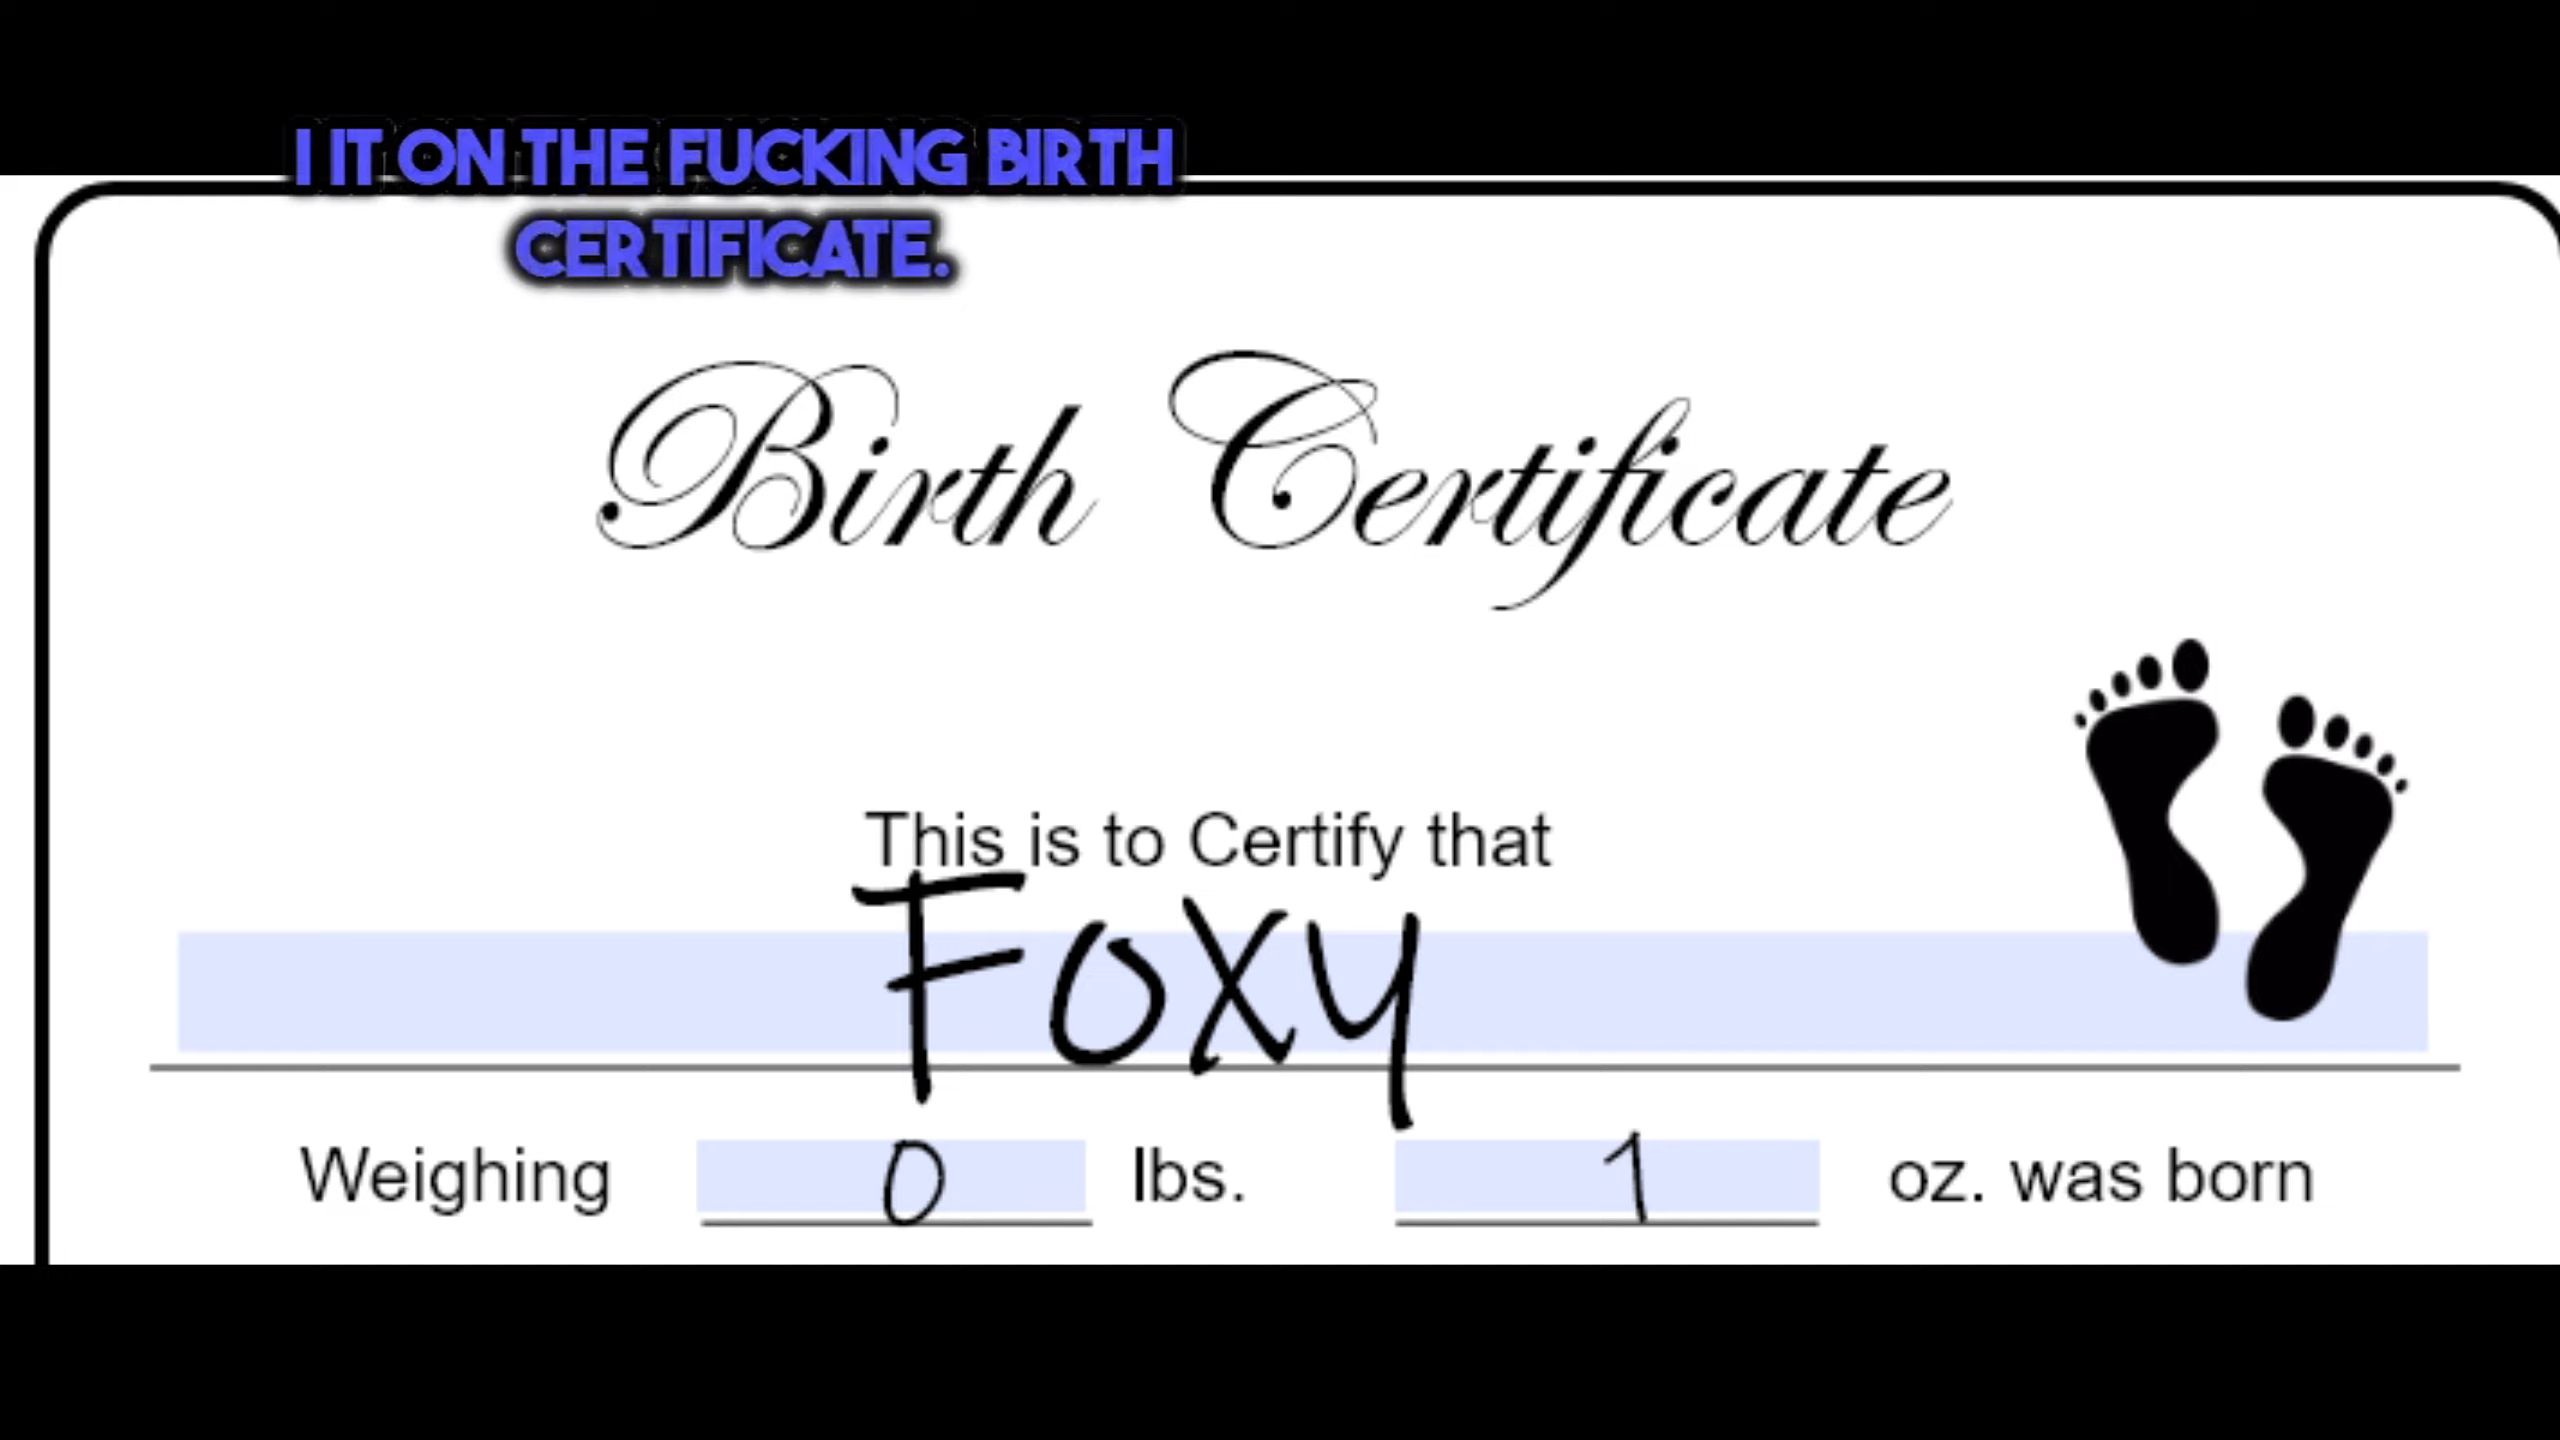 I IT ON THE FUCKING BIRTH
CERTIFICATE.
Birth Certificate
This is to Certify that
Foxy
Weighing 0 lbs. 1 oz. was born